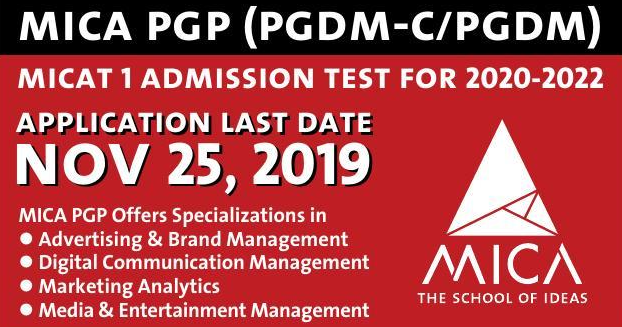 MICA PGP (PGDM-C/PGDM)
MICAT 1 ADMISSION TEST FOR 2020-2022
APPLICATION LAST DATE
NOV 25, 2019
MICA PGP Offers Specializations in
● Advertising & Brand Management
● Digital Communication Management
● Marketing Analytics
● Media & Entertainment Management
MICA
THE SCHOOL OF IDEAS